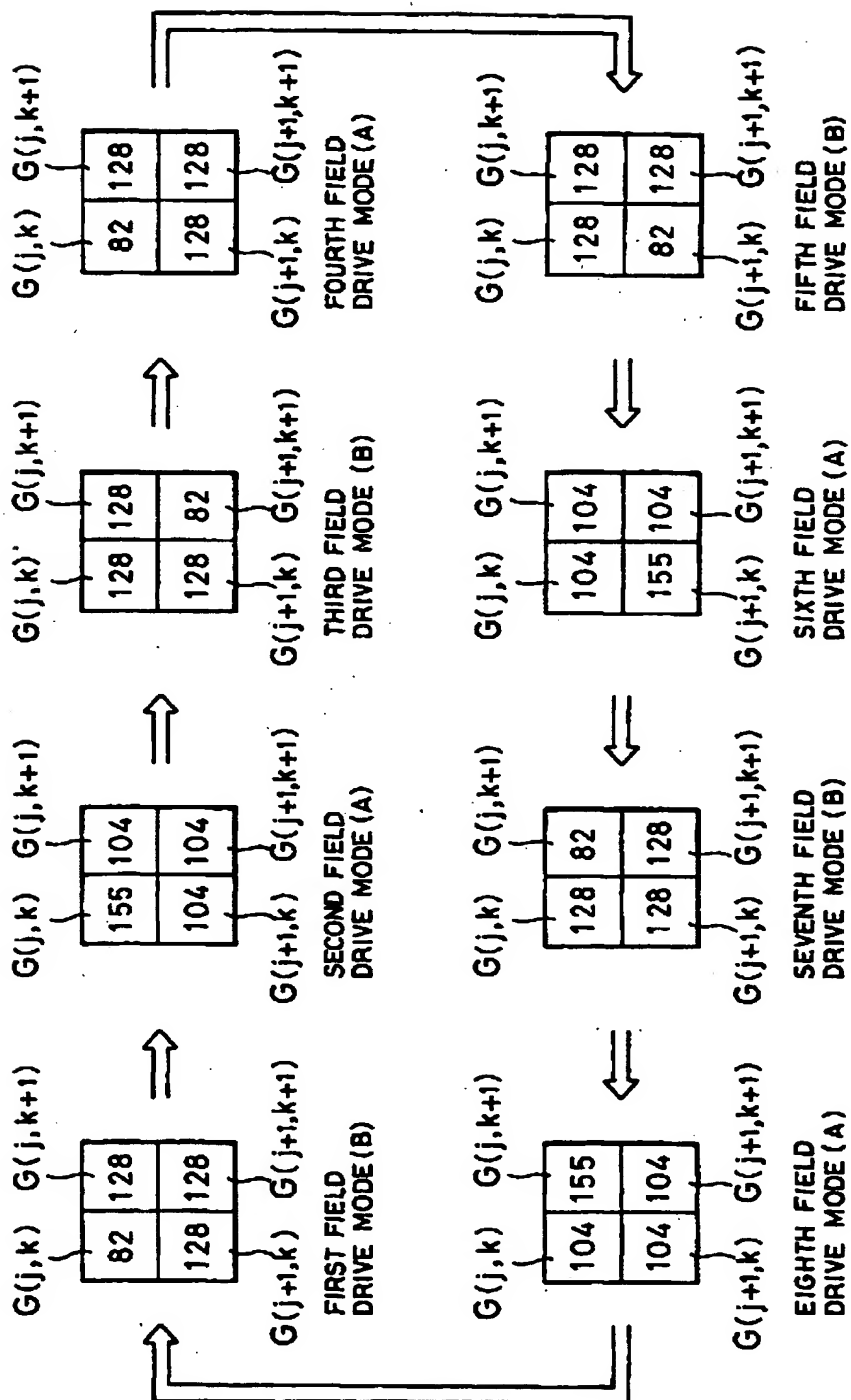 G(j,k) G(j,k+1)
82 128
128 128
G(j+1,k) G(j+1,k+1)
FIRST FIELD
DRIVE MODE(B)
G(j,k) G(j,k+1)
155 104
104 104
G(j+1,k) G(j+1,k+1)
SECOND FIELD
DRIVE MODE(A)
G(j,k) G(j,k+1)
128 128
128 82
G(j+1,k) G(j+1,k+1)
THIRD FIELD
DRIVE MODE (B)
G(j,k) G(j,k+1)
82 128
128 128
G(j+1,k) G(j+1,k+1)
FOURTH FIELD
DRIVE MODE(A)
G(j,k) G(j,k+1)
104 155
104 104
G(j+1,k) G(j+1,k+1)
EIGHTH FIELD
DRIVE MODE(A)
G(j,k) G(j,k+1)
128 82
128 128
G(j+1,k) G(j+1,k+1)
SEVENTH FIELD
DRIVE MODE(B)
G(j,k) G(j,k+1)
104 104
155 104
G(j+1,k) G(j+1,k+1)
SIXTH FIELD
DRIVE MODE(A)
G(j,k) G(j,k+1)
128 128
82 128
G(j+1,k) G(j+1,k+1)
FIFTH FIELD
DRIVE MODE(B)